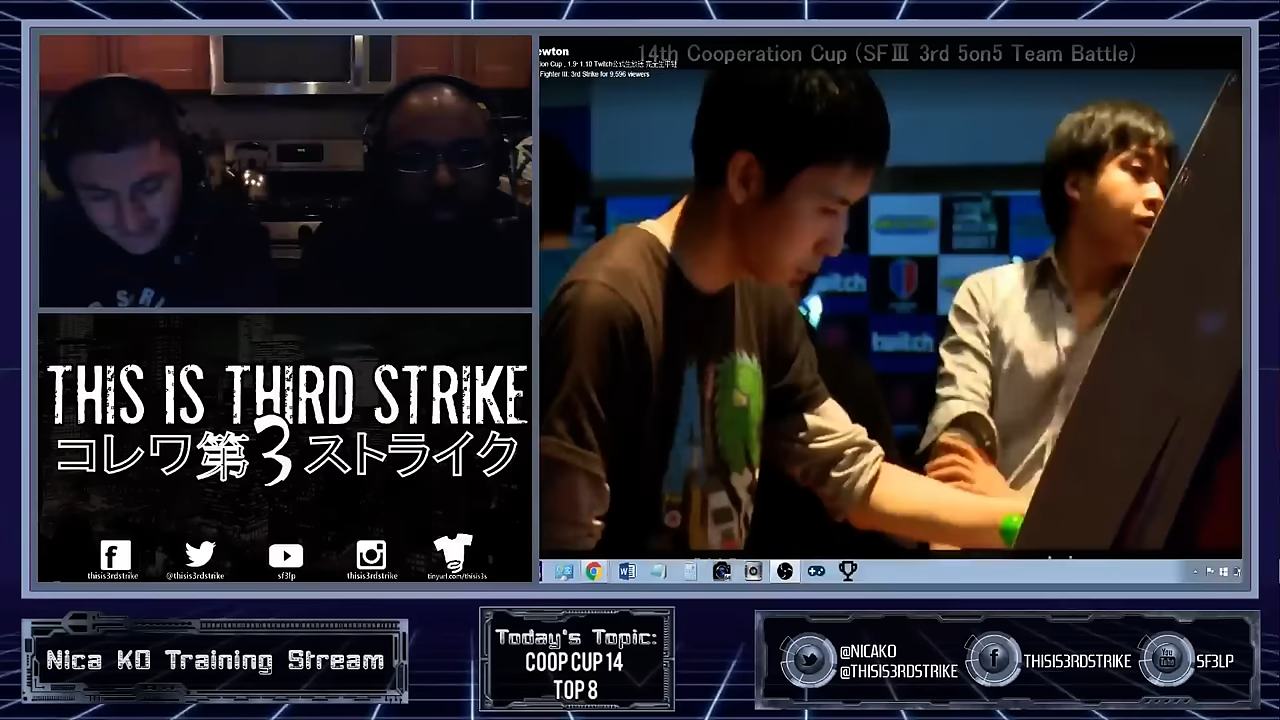 ewton
14th Cooperation Cup (SFⅢ 3rd 5on5 Team Battle)
Fighter III: 3rd Strike for 9,596 viewers
twitch
twitch
THIS IS THIRD STRIKE
コレワ第3ストライク
thisis3rdstrike
@thisis3rdstrike
sf3lp
thisis3rdstrike
tinyurl.com/thisis3s
Nica KO Training Stream
Today's Topic:
COOP CUP 14
TOP 8
@NICAKO
@THISIS3RDSTRIKE
THISIS3RDSTRIKE
You
Tube
SF3LP